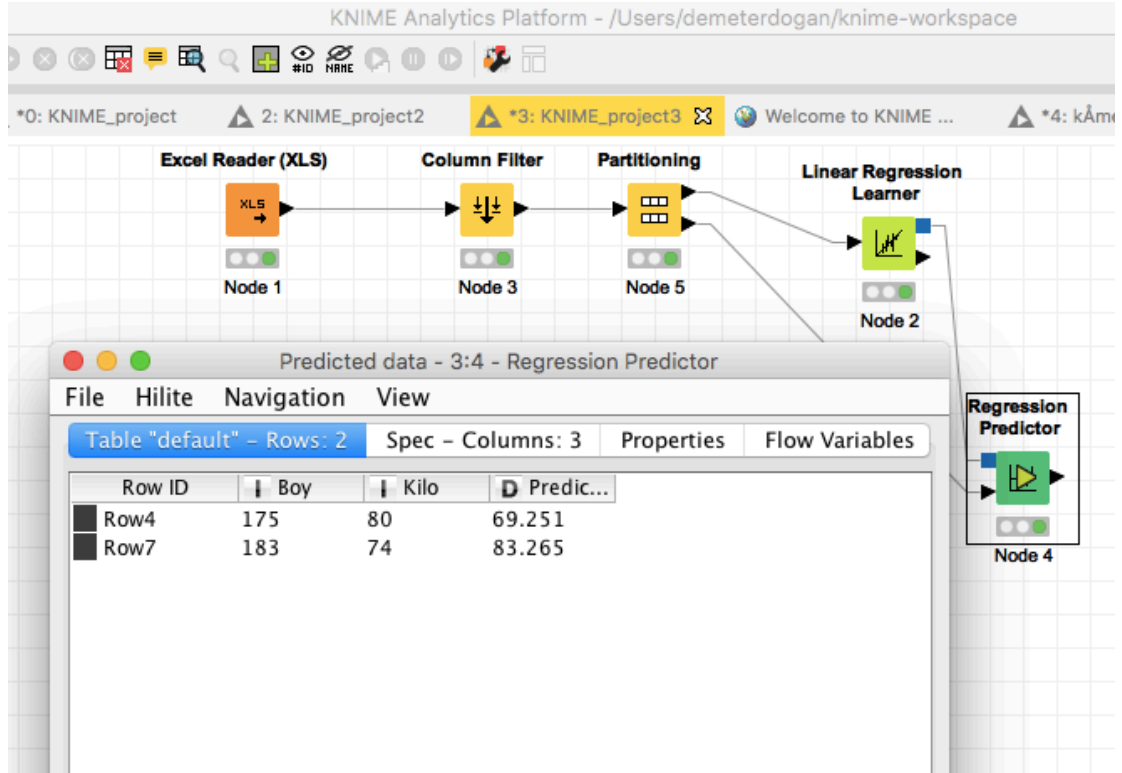 KNIME Analytics Platform - /Users/demeterdogan/knime-workspace
#ID NAME
*0: KNIME_project 2: KNIME_project2 *3: KNIME_project3 Welcome to KNIME ... *4: kÅme
Excel Reader (XLS) Column Filter Partitioning
Linear Regression
Learner
XLS
Node 1 Node 3 Node 5
Node 2
Predicted data - 3:4 - Regression Predictor
File Hilite Navigation View
Regression
Predictor
Table "default" - Rows: 2 Spec - Columns: 3 Properties Flow Variables
Row ID I Boy I Kilo D Predic...
Row4 175 80 69.251
Row7 183 74 83.265
Node 4